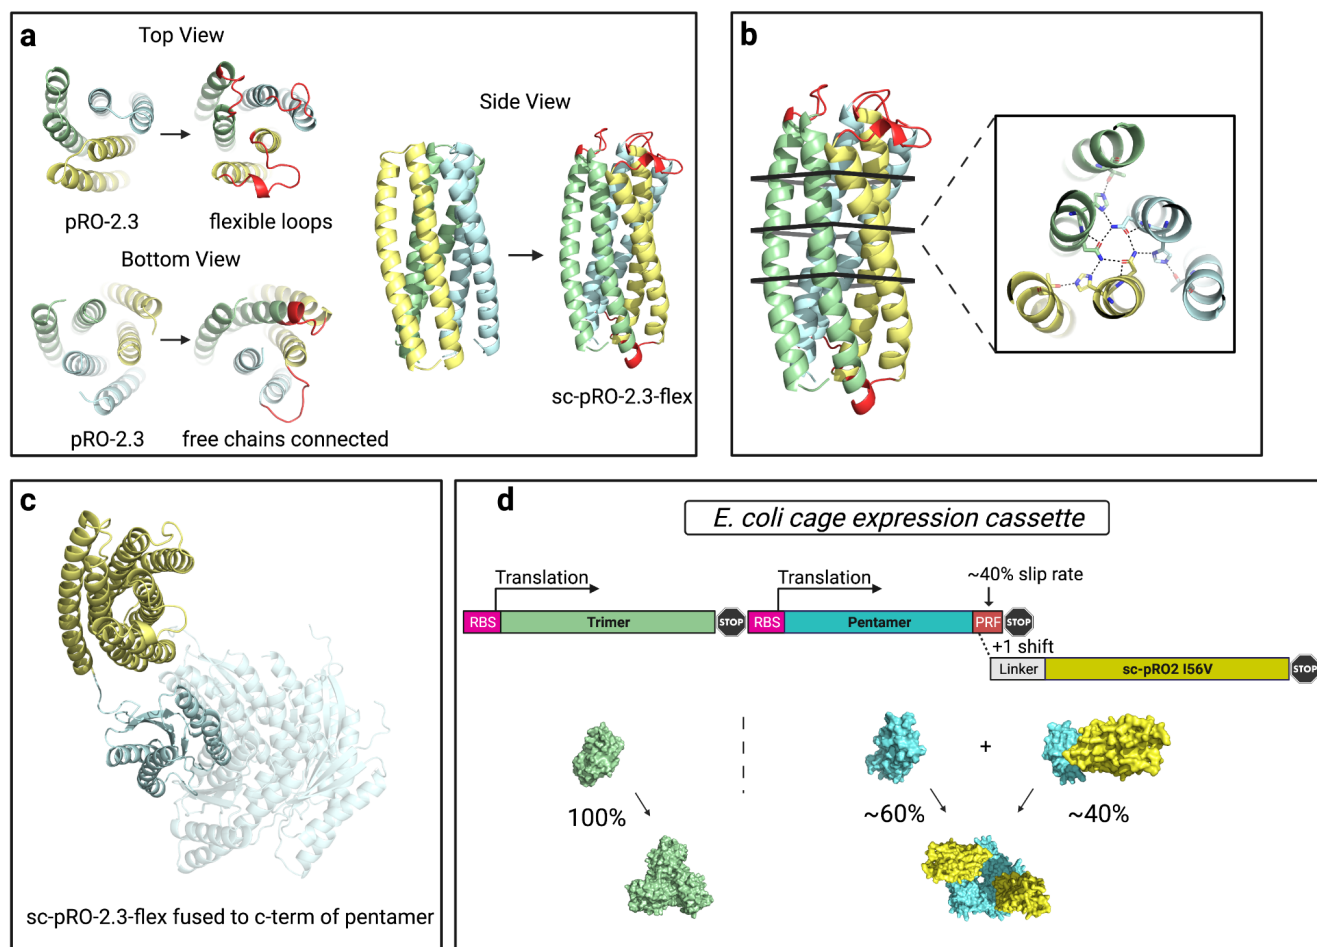 a
Top View
pRO-2.3
flexible loops
Bottom View
pRO-2.3
free chains connected
Side View
sc-pRO-2.3-flex
b
c
sc-pRO-2.3-flex fused to c-term of pentamer
d
E. coli cage expression cassette
Translation
Translation
~40% slip rate
RBS
Trimer
STOP
RBS
Pentamer
PRF
STOP
+1 shift
Linker
sc-pRO2 I56V
STOP
+
100%
~60%
~40%